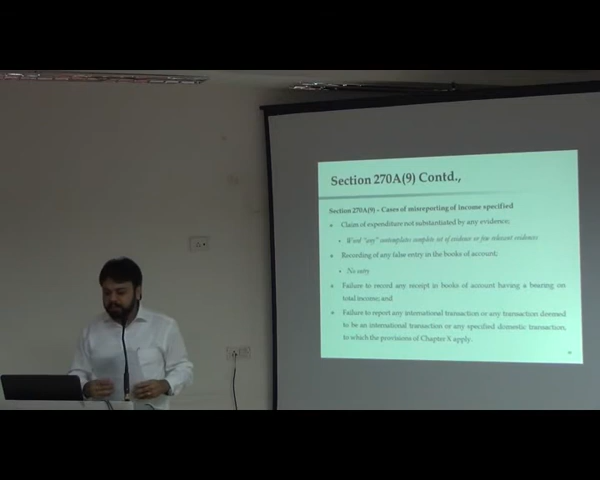 Section 270A(9) Contd.,
Section 270A(9) – Cases of misreporting of income specified
Claim of expenditure not substantiated by any evidence;
Word "any" contemplates complete set of evidence or few relevant evidences
Recording of any false entry in the books of account;
No entry
Failure to record any receipt in books of account having a bearing on
total income; and
Failure to report any international transaction or any transaction deemed
to be an international transaction or any specified domestic transaction,
to which the provisions of Chapter X apply.